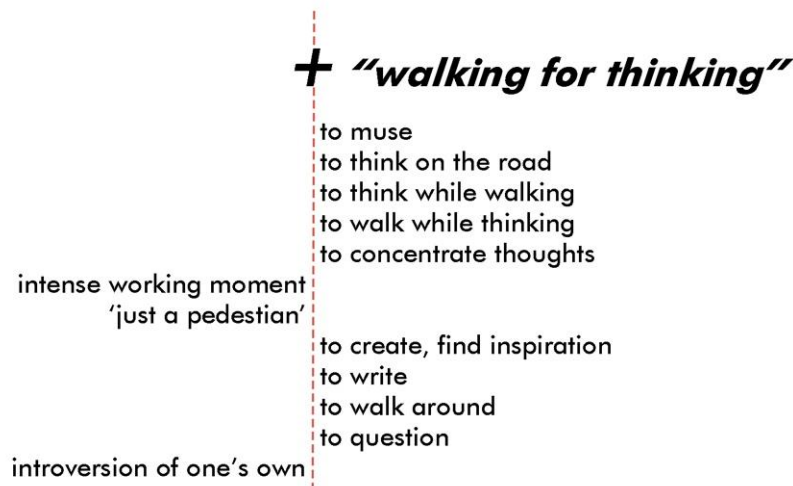 + “walking for thinking”
to muse
to think on the road
to think while walking
to walk while thinking
to concentrate thoughts
intense working moment
‘just a pedestian’
to create, find inspiration
to write
to walk around
to question
introversion of one’s own